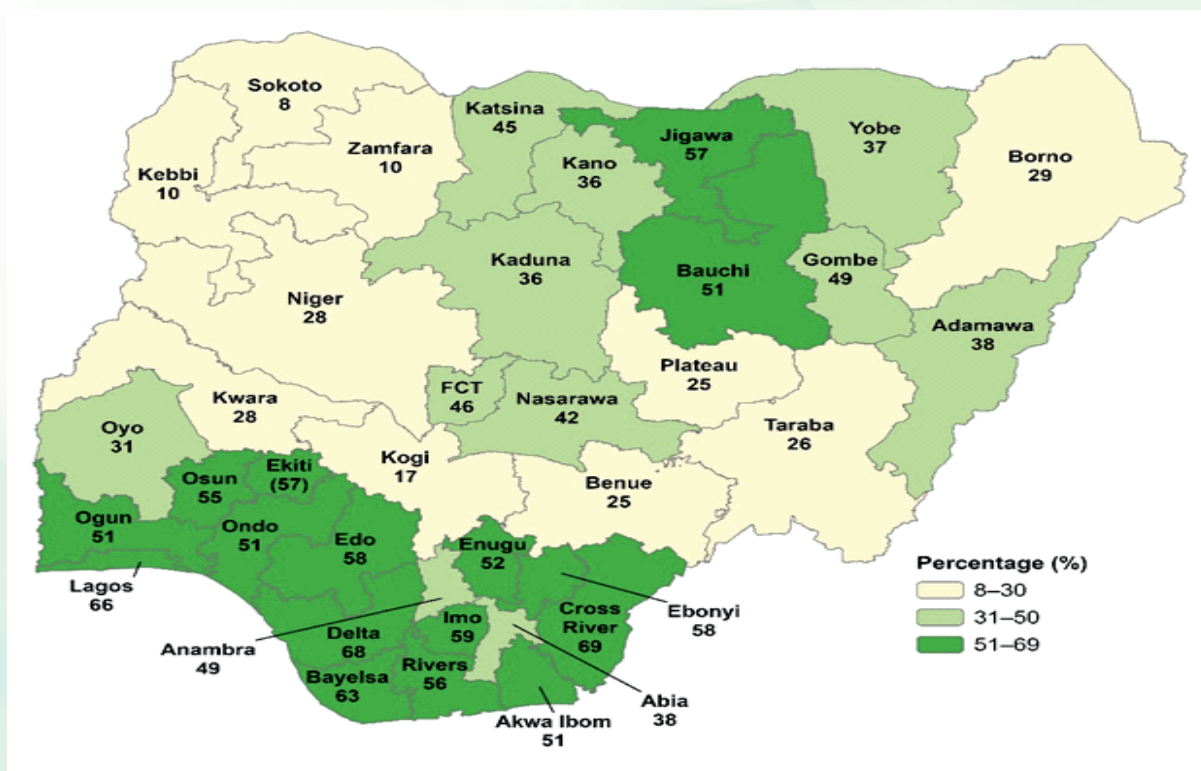 Sokoto
8
Katsina
45
Jigawa
57
Yobe
37
Zamfara
10
Kano
36
Borno
29
Kebbi
10
Kaduna
36
Bauchi
51
Gombe
49
Niger
28
Adamawa
38
Plateau
25
FCT
46
Nasarawa
42
Kwara
28
Taraba
26
Oyo
31
Kogi
17
Benue
25
Ekiti
(57)
Osun
55
Ogun
51
Ondo
51
Edo
58
Enugu
52
Lagos
66
Ebonyi
58
Cross
River
69
Imo
59
Anambra
49
Delta
68
Rivers
56
Bayelsa
63
Abia
38
Akwa Ibom
51
Percentage (%)
8–30
31–50
51–69